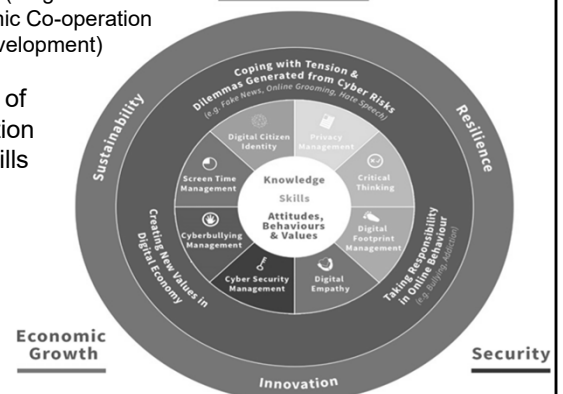 nic Co-operation
velopment)
of
tion
ills
Sustainability
Resilience
Coping with Tension &
Dilemmas Generated from Cyber Risks
(e.g. Fake News, Online Grooming, Hate Speech)
Digital Citizen
Identity
Privacy
Management
Screen Time
Management
Critical
Thinking
Knowledge
Skills
Attitudes,
Behaviours
& Values
Cyberbullying
Management
Digital
Footprint
Management
Cyber Security
Management
Digital
Empathy
Creating New Values in
Digital Economy
Taking Responsibility
in Online Behaviour
(e.g. Bullying, Addiction)
Economic
Growth
Security
Innovation